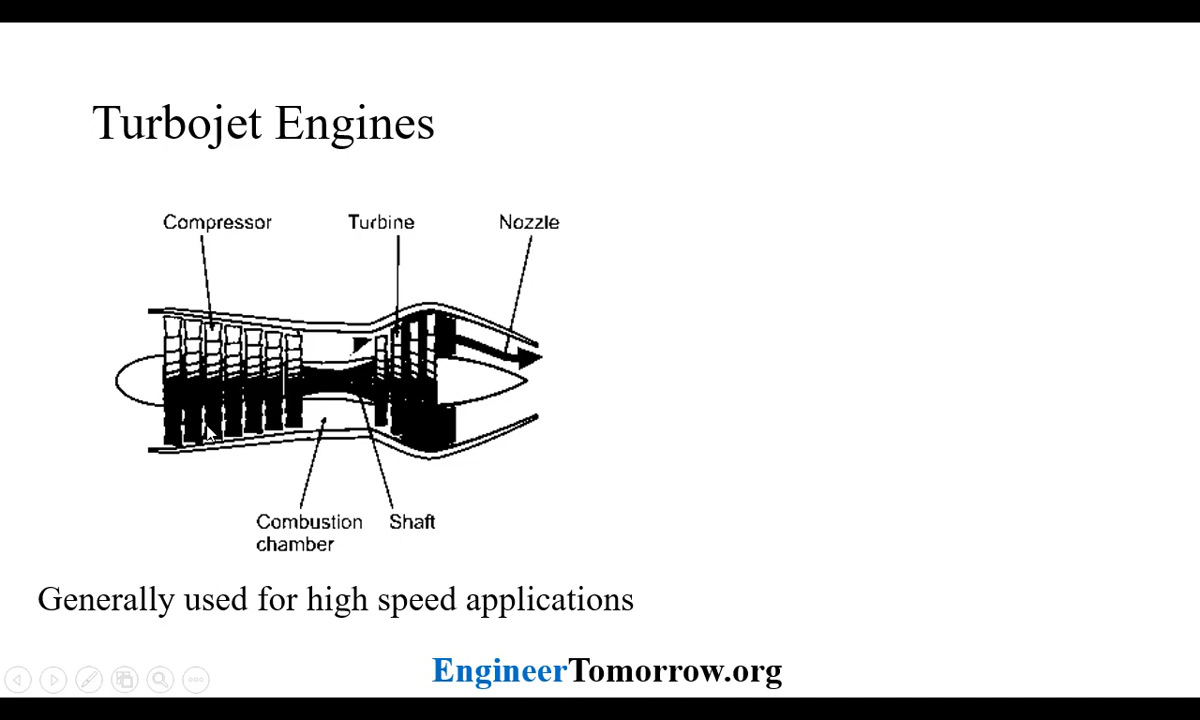 Turbojet Engines
Compressor
Turbine
Nozzle
Combustion
chamber
Shaft
Generally used for high speed applications
EngineerTomorrow.org